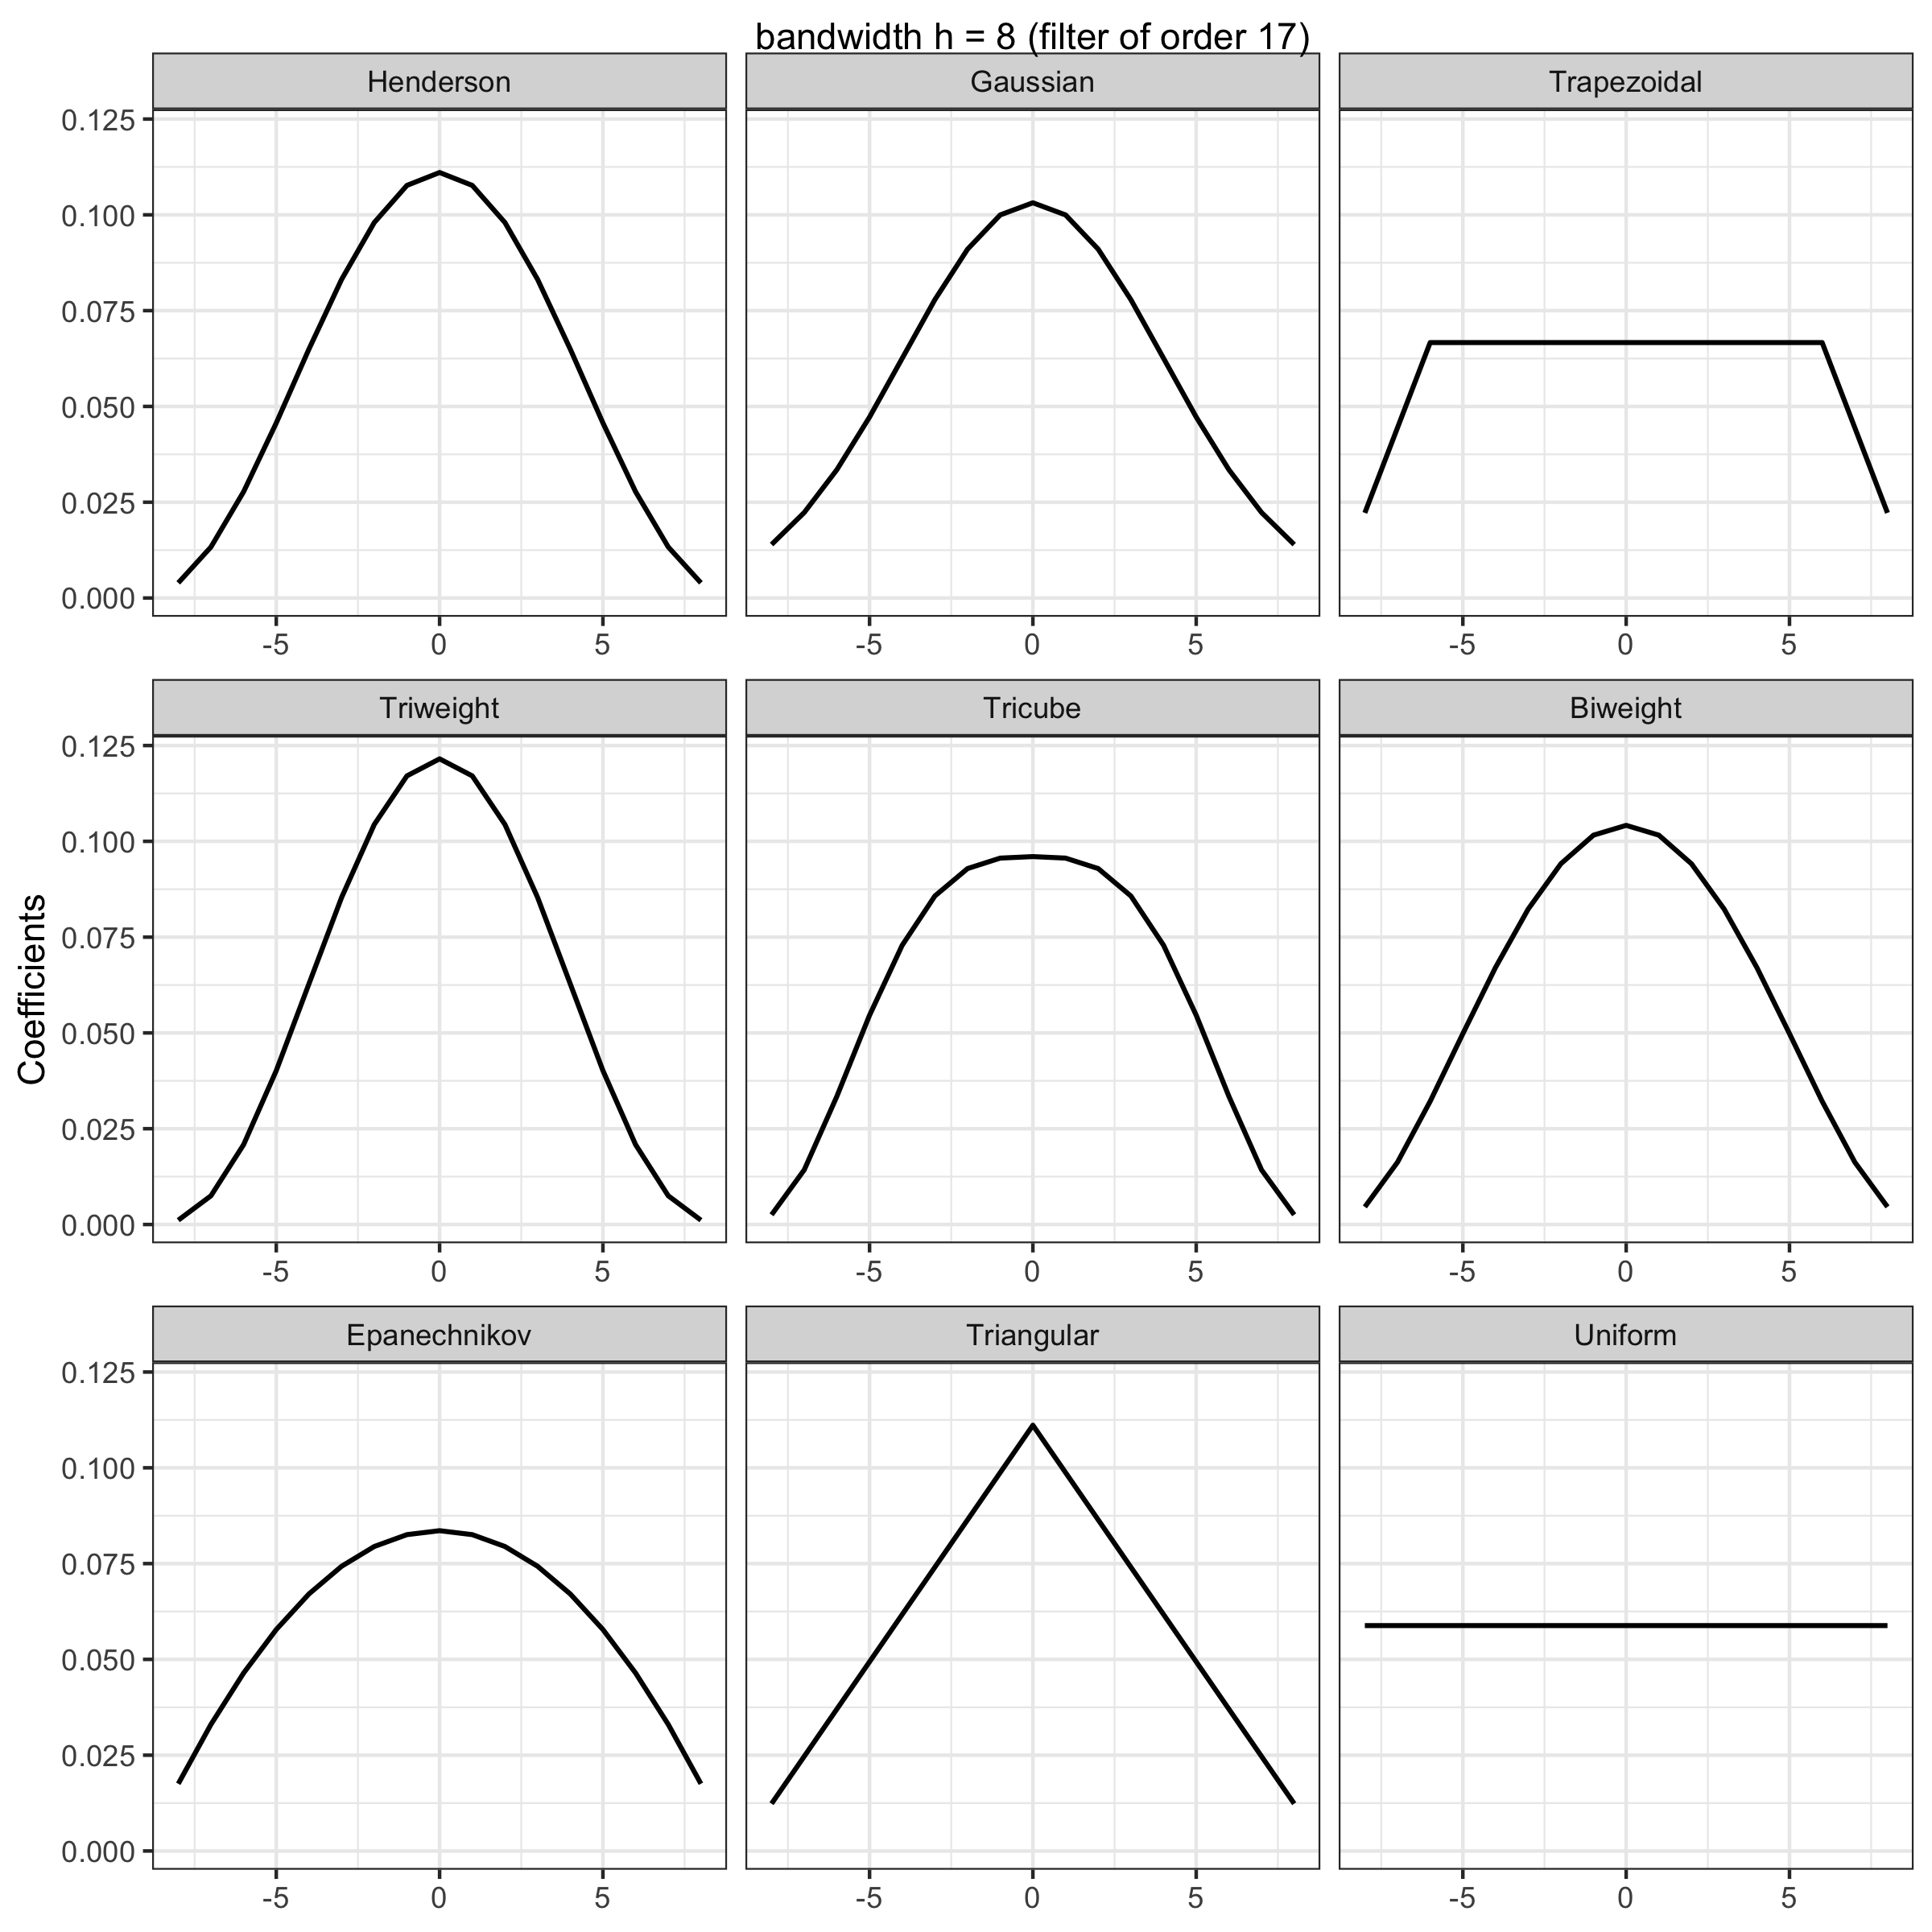 bandwidth h = 8 (filter of order 17)
Henderson Gaussian Trapezoidal
0.125
0.100
0.075
0.050
0.025
0.000
-5 0 5 -5 0 5 -5 0 5
Triweight Tricube Biweight
0.125
0.100
0.075
0.050
0.025
0.000
-5 0 5 -5 0 5 -5 0 5
Coefficients
Epanechnikov Triangular Uniform
0.125
0.100
0.075
0.050
0.025
0.000
-5 0 5 -5 0 5 -5 0 5